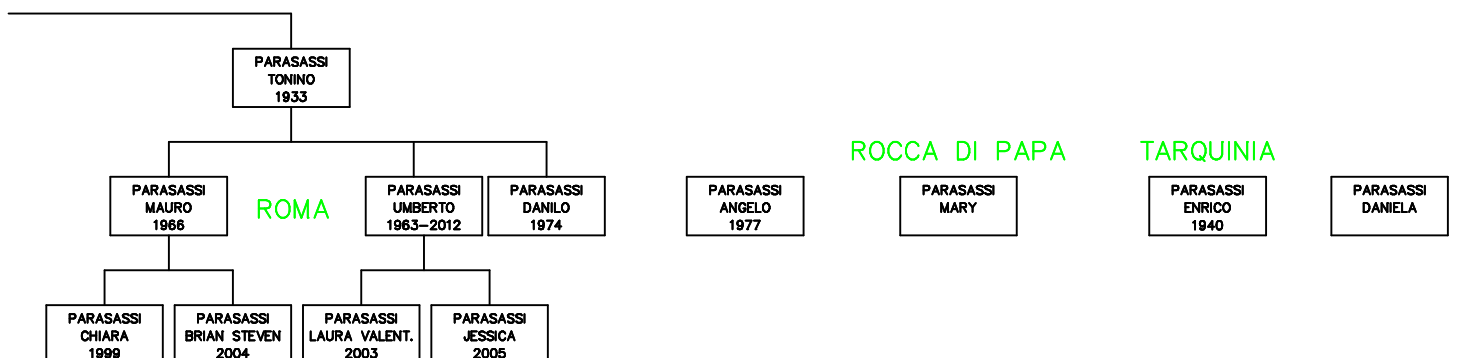 PARASASSI
TONINO
1933
ROCCA DI PAPA
TARQUINIA
PARASASSI
MAURO
1966
ROMA
PARASASSI
UMBERTO
1963-2012
PARASASSI
DANILO
1974
PARASASSI
ANGELO
1977
PARASASSI
MARY
PARASASSI
ENRICO
1940
PARASASSI
DANIELA
PARASASSI
CHIARA
1999
PARASASSI
BRIAN STEVEN
2004
PARASASSI
LAURA VALENT.
2003
PARASASSI
JESSICA
2005